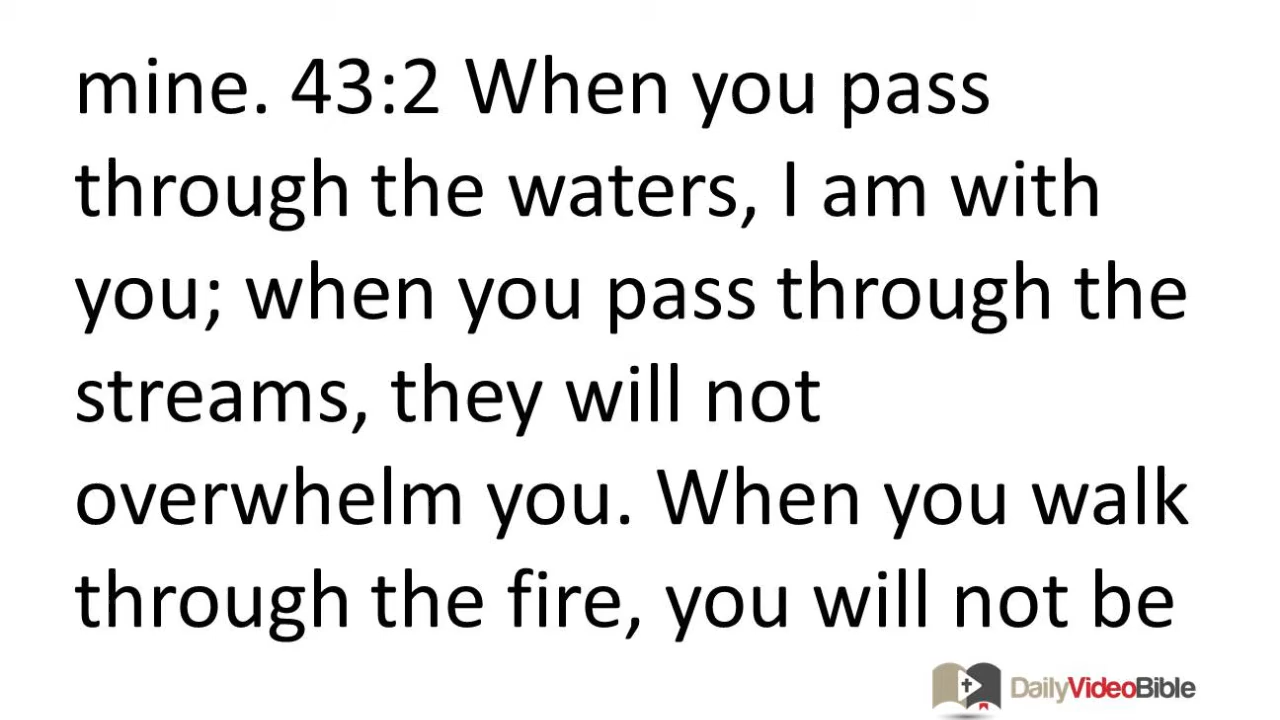 mine. 43:2 When you pass
through the waters, I am with
you; when you pass through the
streams, they will not
overwhelm you. When you walk
through the fire, you will not be
DailyVideoBible